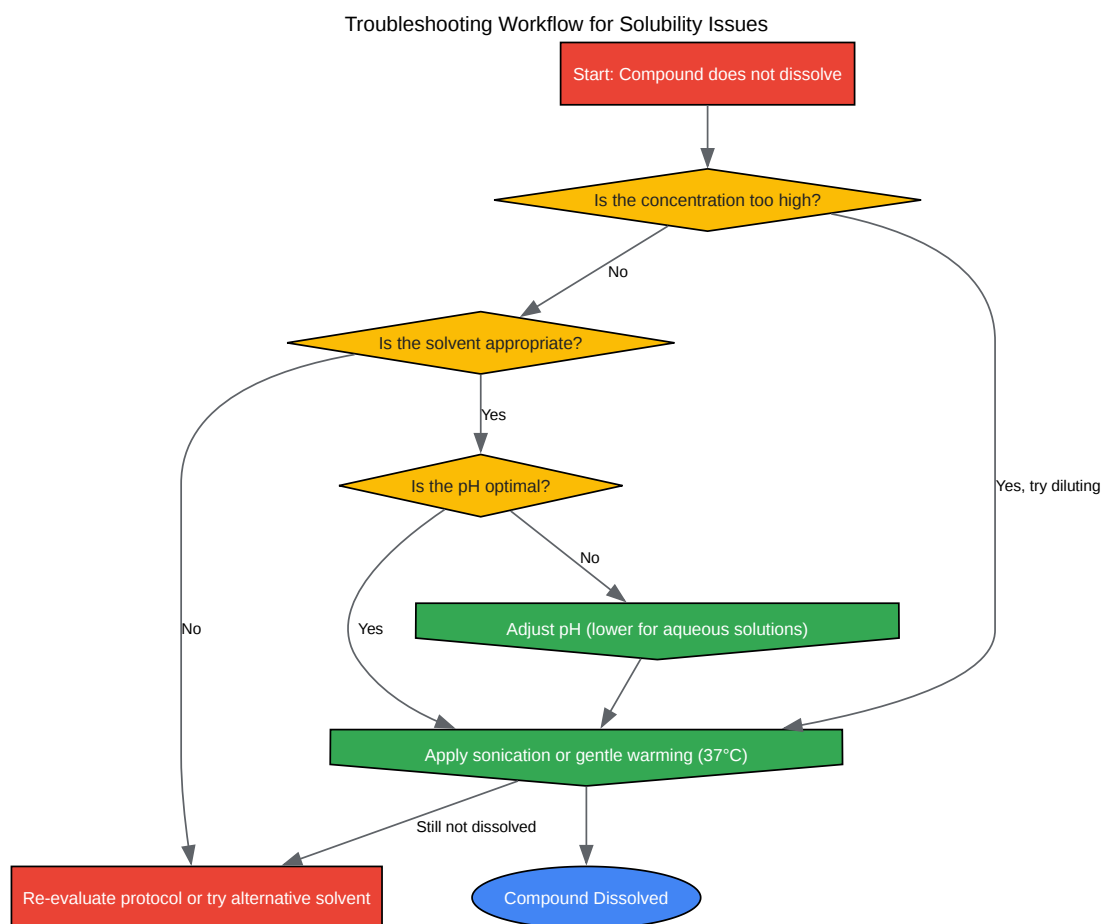 Troubleshooting Workflow for Solubility Issues
Start: Compound does not dissolve
Is the concentration too high?
No
Is the solvent appropriate?
Yes
Is the pH optimal?
Yes, try diluting
No
Adjust pH (lower for aqueous solutions)
No
Yes
Apply sonication or gentle warming (37°C)
Still not dissolved
Re-evaluate protocol or try alternative solvent
Compound Dissolved